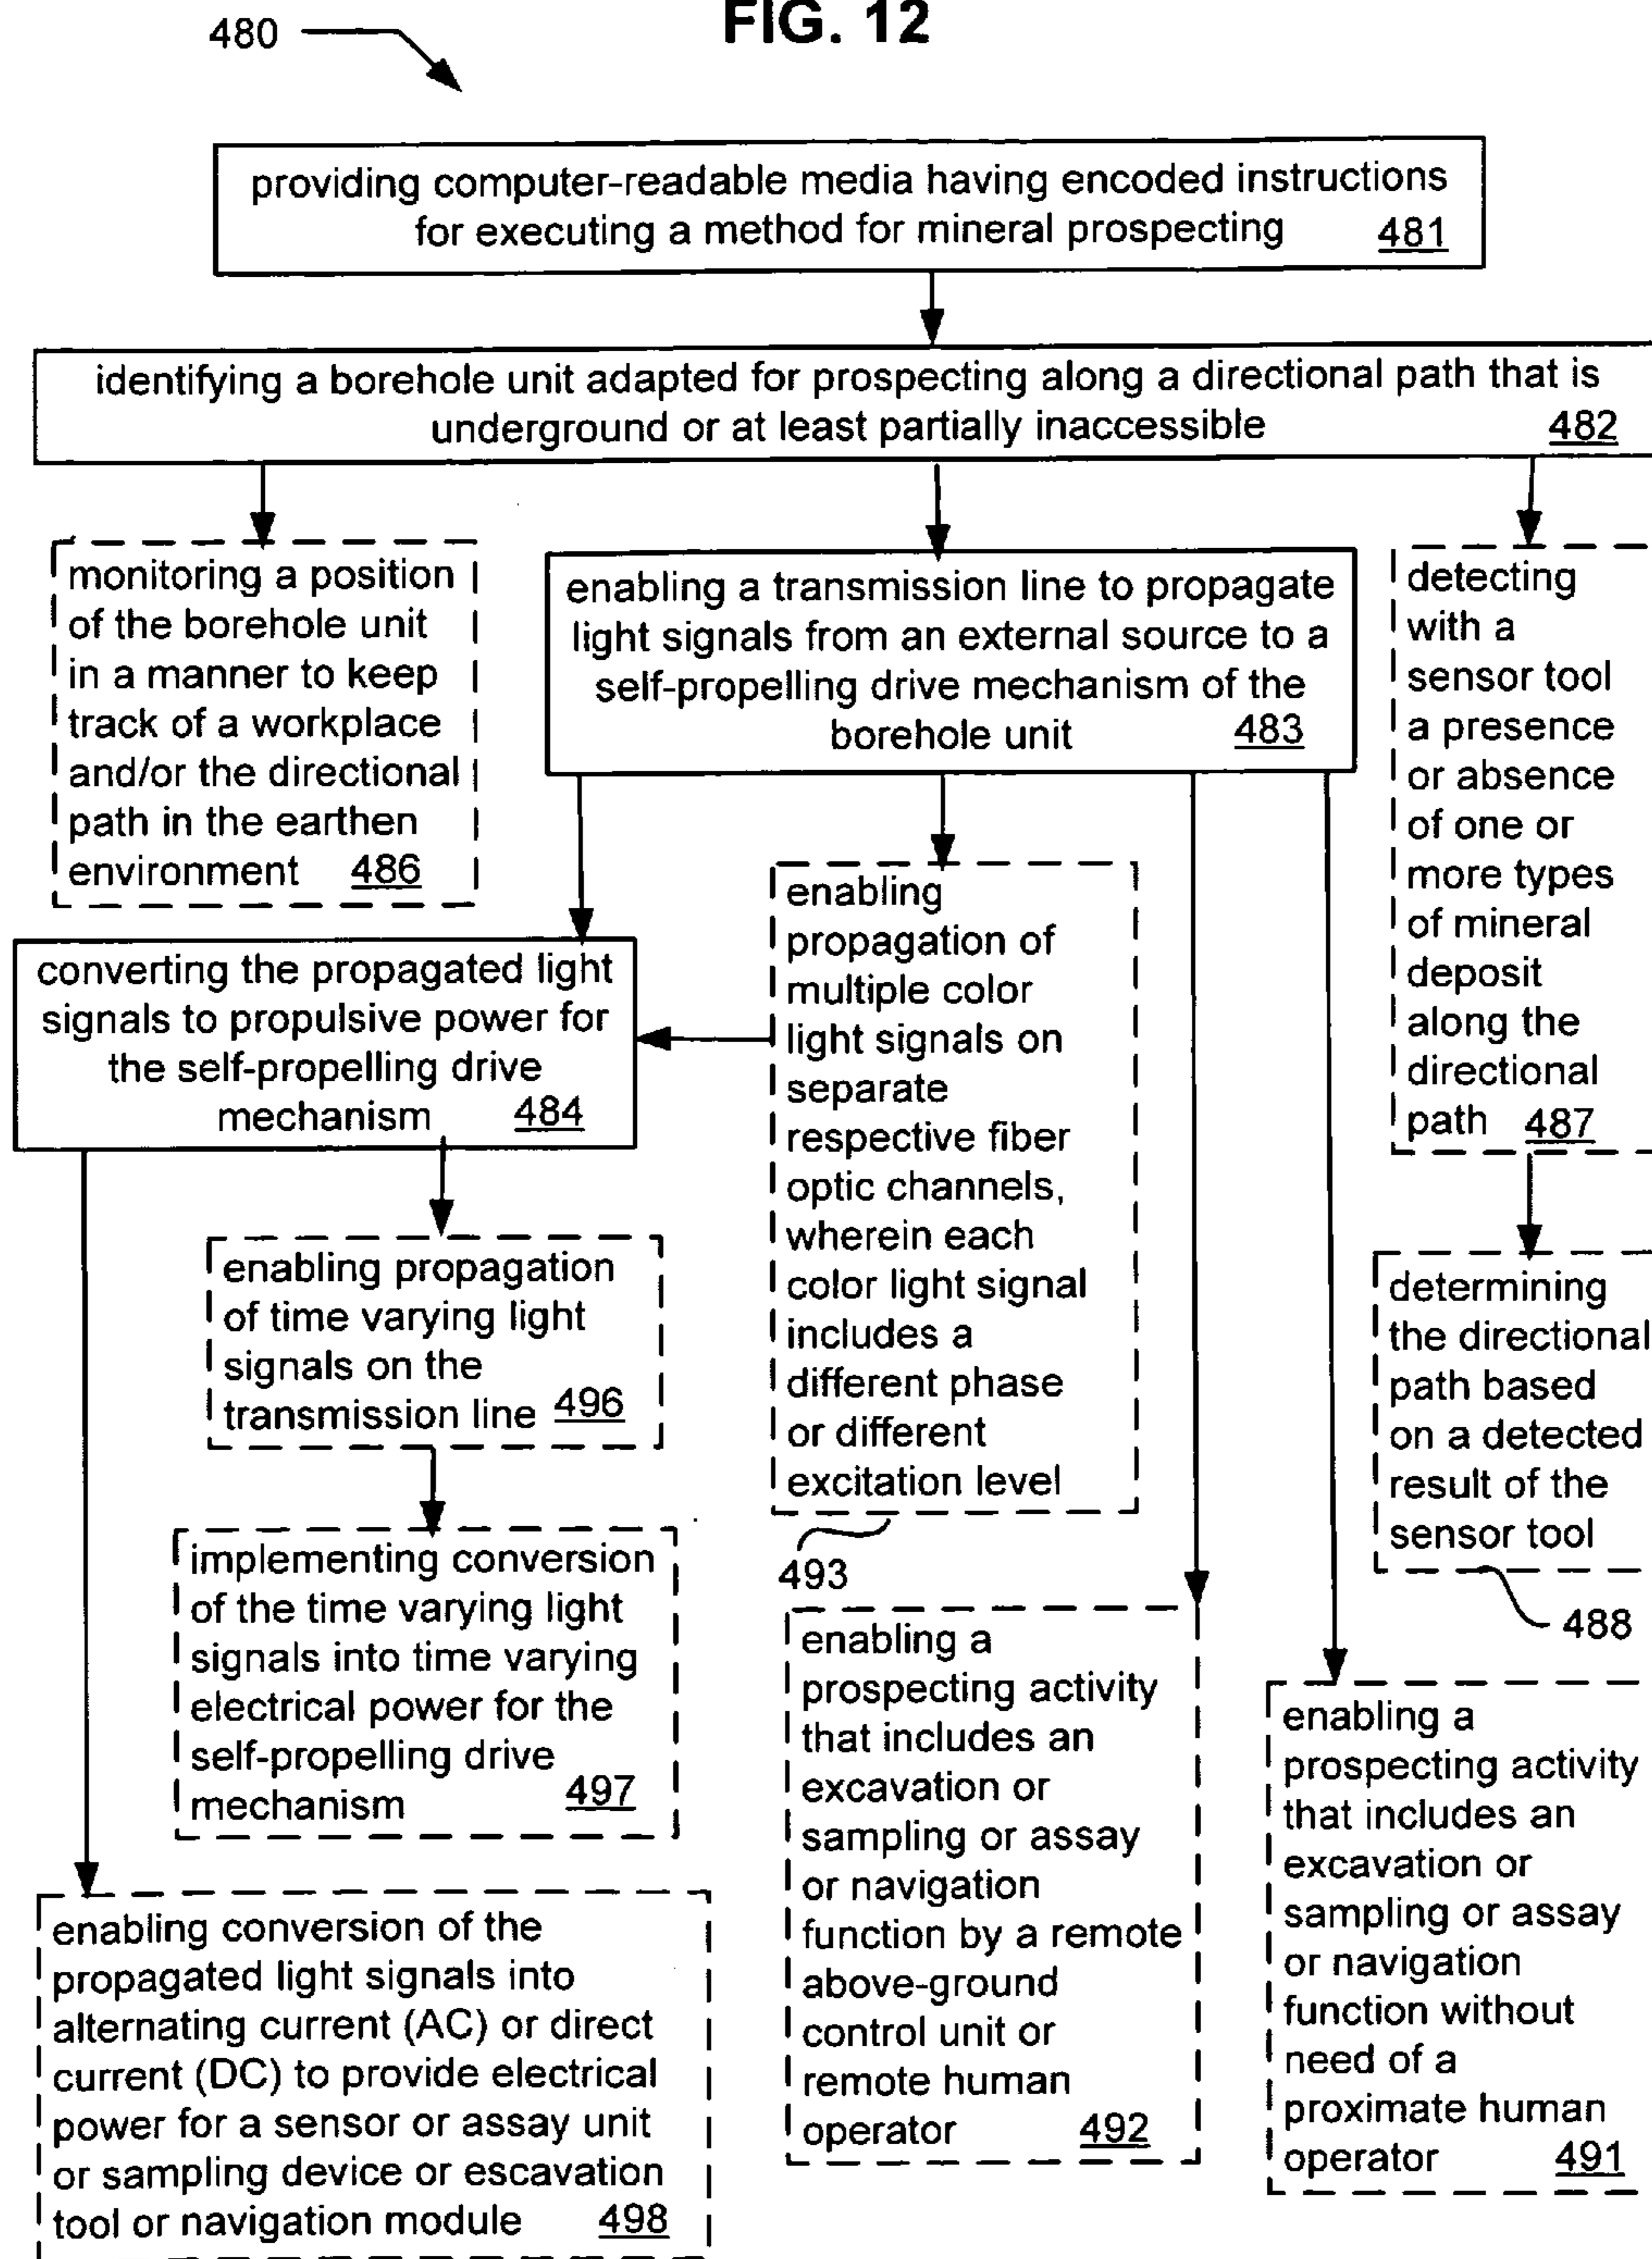 FIG. 12
480
providing computer-readable media having encoded instructions
for executing a method for mineral prospecting 481
identifying a borehole unit adapted for prospecting along a directional path that is
underground or at least partially inaccessible 482
monitoring a position
of the borehole unit
in a manner to keep
track of a workplace
and/or the directional
path in the earthen
environment 486
enabling a transmission line to propagate
light signals from an external source to a
self-propelling drive mechanism of the
borehole unit 483
detecting
with a
sensor tool
a presence
or absence
of one or
more types
of mineral
deposit
along the
directional
path 487
converting the propagated light
signals to propulsive power for
the self-propelling drive
mechanism 484
enabling
propagation of
multiple color
light signals on
separate
respective fiber
optic channels,
wherein each
color light signal
includes a
different phase
or different
excitation level
493
enabling propagation
of time varying light
signals on the
transmission line 496
determining
the directional
path based
on a detected
result of the
sensor tool
488
implementing conversion
of the time varying light
signals into time varying
electrical power for the
self-propelling drive
mechanism 497
enabling a
prospecting activity
that includes an
excavation or
sampling or assay
or navigation
function by a remote
above-ground
control unit or
remote human
operator 492
enabling a
prospecting activity
that includes an
excavation or
sampling or assay
or navigation
function without
need of a
proximate human
operator 491
enabling conversion of the
propagated light signals into
alternating current (AC) or direct
current (DC) to provide electrical
power for a sensor or assay unit
or sampling device or escavation
tool or navigation module 498